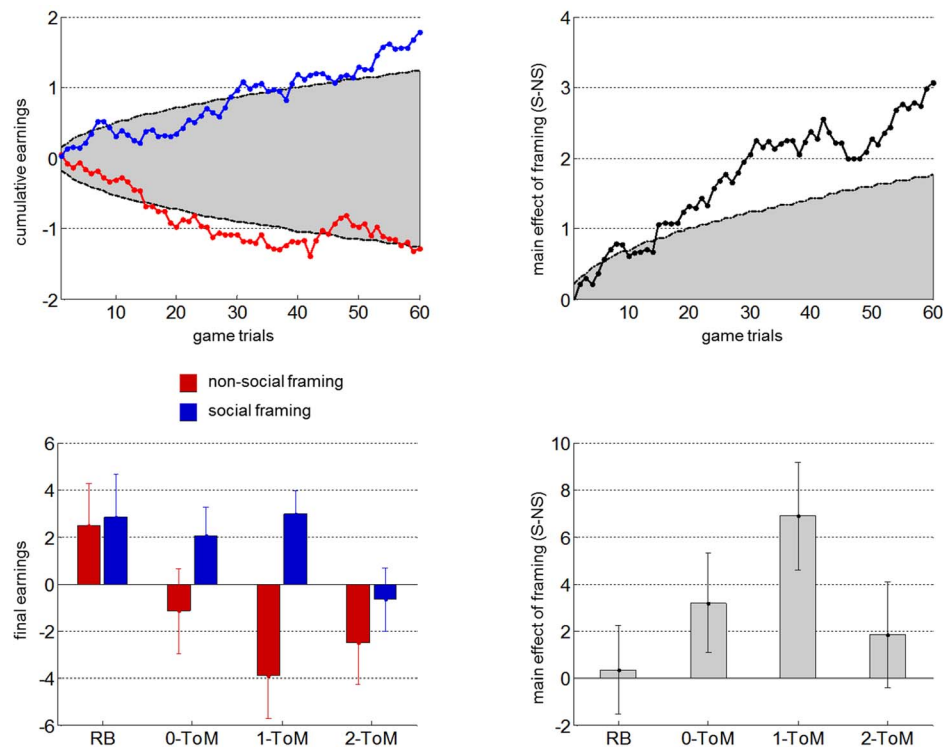 2
1
0
-1
-2
cumulative earnings
10 20 30 40 50 60
game trials
4
3
2
1
0
main effect of framing (S-NS)
10 20 30 40 50 60
game trials
non-social framing
social framing
6
4
2
0
-2
-4
-6
final earnings
RB 0-ToM 1-ToM 2-ToM
10
8
6
4
2
0
-2
main effect of framing (S-NS)
RB 0-ToM 1-ToM 2-ToM